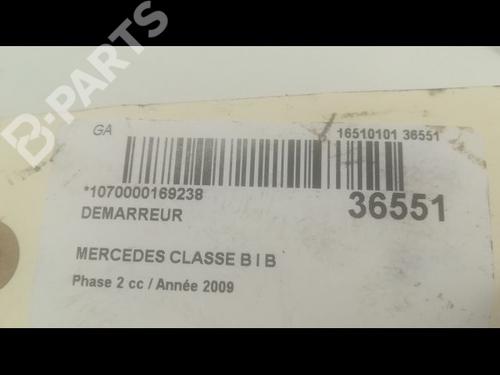 B-PARTS
GA
16510101 36551
*1070000169238
36551
DEMARREUR
MERCEDES CLASSE B I B
Phase 2 cc / Année 2009